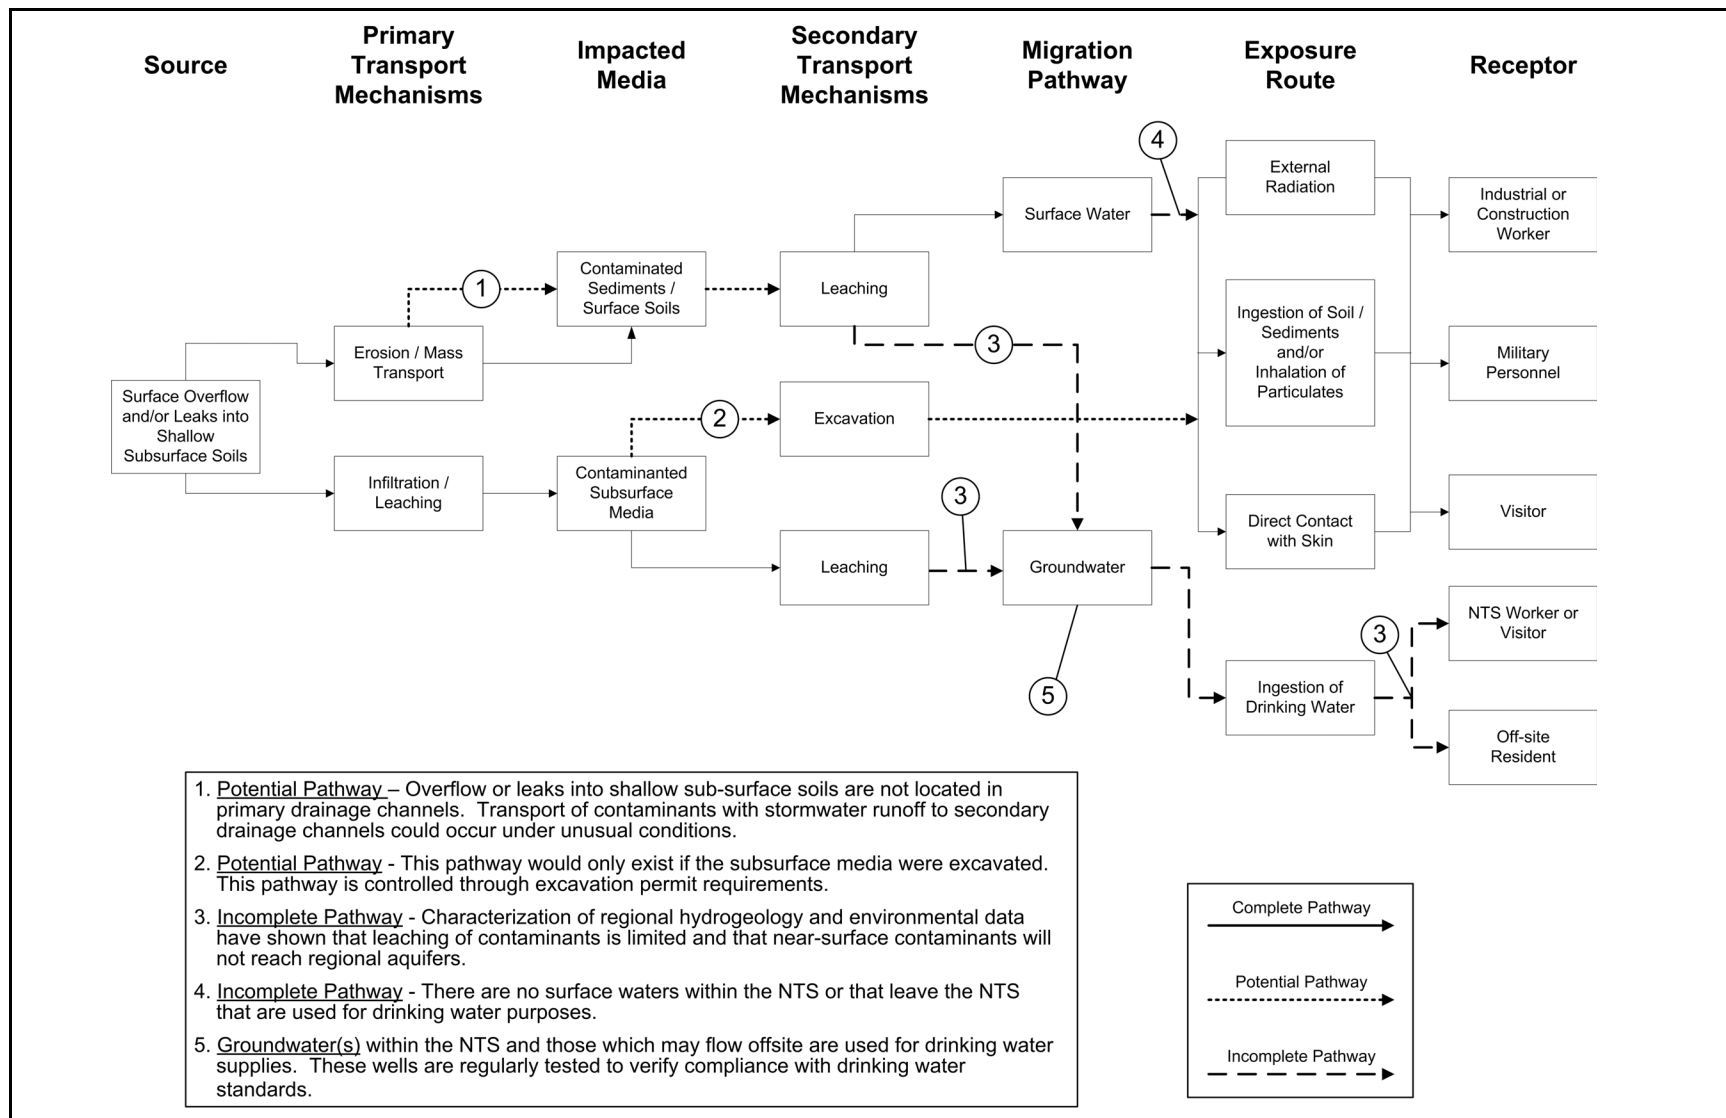 Source
Primary
Transport
Mechanisms
Impacted
Media
Secondary
Transport
Mechanisms
Migration
Pathway
Exposure
Route
Receptor
Surface Overflow
and/or Leaks into
Shallow
Subsurface Soils
Erosion / Mass
Transport
Infiltration /
Leaching
1
Contaminated
Sediments /
Surface Soils
Contaminanted
Subsurface
Media
2
Leaching
Excavation
Leaching
3
3
Surface Water
Groundwater
5
4
External
Radiation
Ingestion of Soil /
Sediments
and/or
Inhalation of
Particulates
Direct Contact
with Skin
Ingestion of
Drinking Water
3
Industrial or
Construction
Worker
Military
Personnel
Visitor
NTS Worker or
Visitor
Off-site
Resident
1. Potential Pathway – Overflow or leaks into shallow sub-surface soils are not located in
primary drainage channels. Transport of contaminants with stormwater runoff to secondary
drainage channels could occur under unusual conditions.
2. Potential Pathway - This pathway would only exist if the subsurface media were excavated.
This pathway is controlled through excavation permit requirements.
3. Incomplete Pathway - Characterization of regional hydrogeology and environmental data
have shown that leaching of contaminants is limited and that near-surface contaminants will
not reach regional aquifers.
4. Incomplete Pathway - There are no surface waters within the NTS or that leave the NTS
that are used for drinking water purposes.
5. Groundwater(s) within the NTS and those which may flow offsite are used for drinking water
supplies. These wells are regularly tested to verify compliance with drinking water
standards.
Complete Pathway
Potential Pathway
Incomplete Pathway